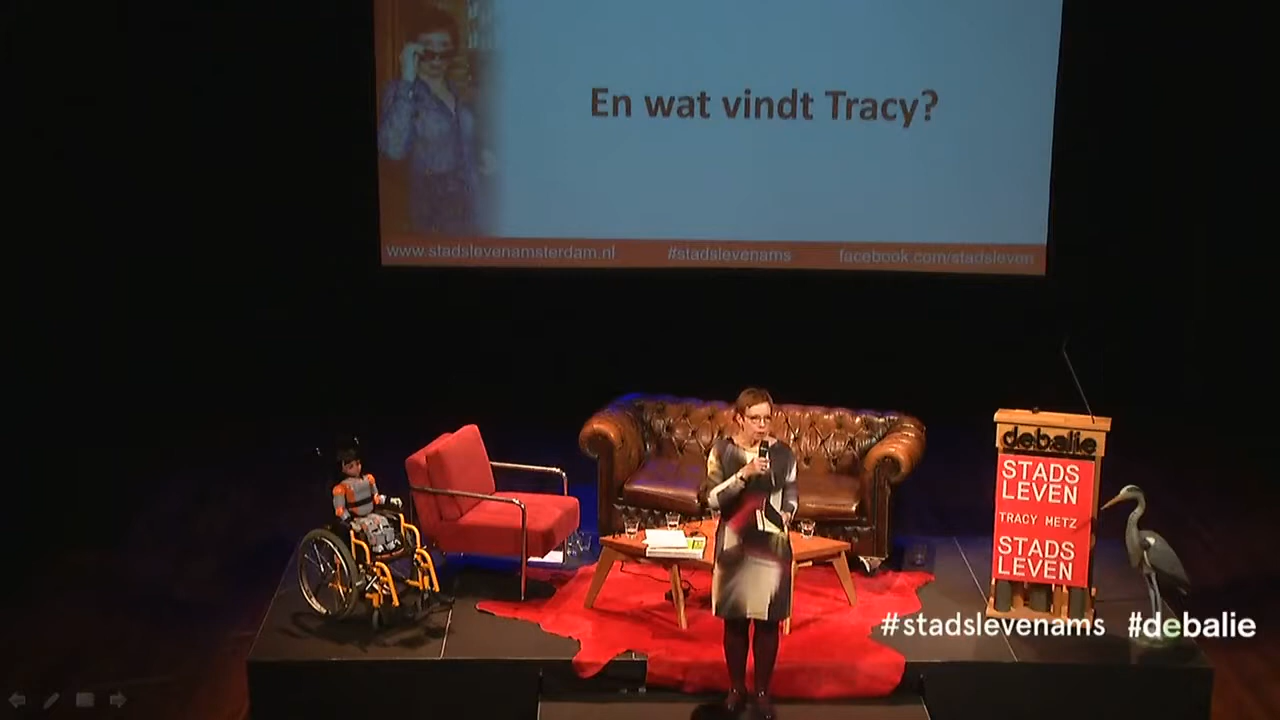 En wat vindt Tracy?
www.stadslevenamsterdam.nl #stadslevenams facebook.com/stadsleven
debalie
STADS
LEVEN
TRACY METZ
STADS
LEVEN
#stadslevenams #debalie